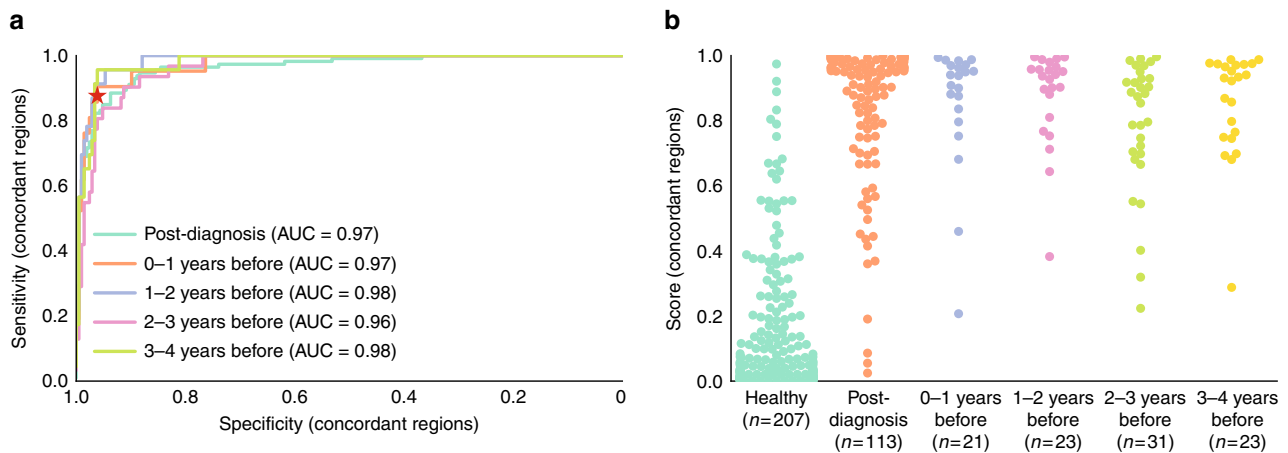 a
1.0
0.8
0.6
0.4
0.2
0.0
Sensitivity (concordant regions)
Post-diagnosis (AUC = 0.97)
0–1 years before (AUC = 0.97)
1–2 years before (AUC = 0.98)
2–3 years before (AUC = 0.96)
3–4 years before (AUC = 0.98)
1.0 0.8 0.6 0.4 0.2 0
Specificity (concordant regions)
b
1.0
0.8
0.6
0.4
0.2
0.0
Score (concordant regions)
Healthy
(n=207)
Post-
diagnosis
(n=113)
0–1 years
before
(n=21)
1–2 years
before
(n=23)
2–3 years
before
(n=31)
3–4 years
before
(n=23)